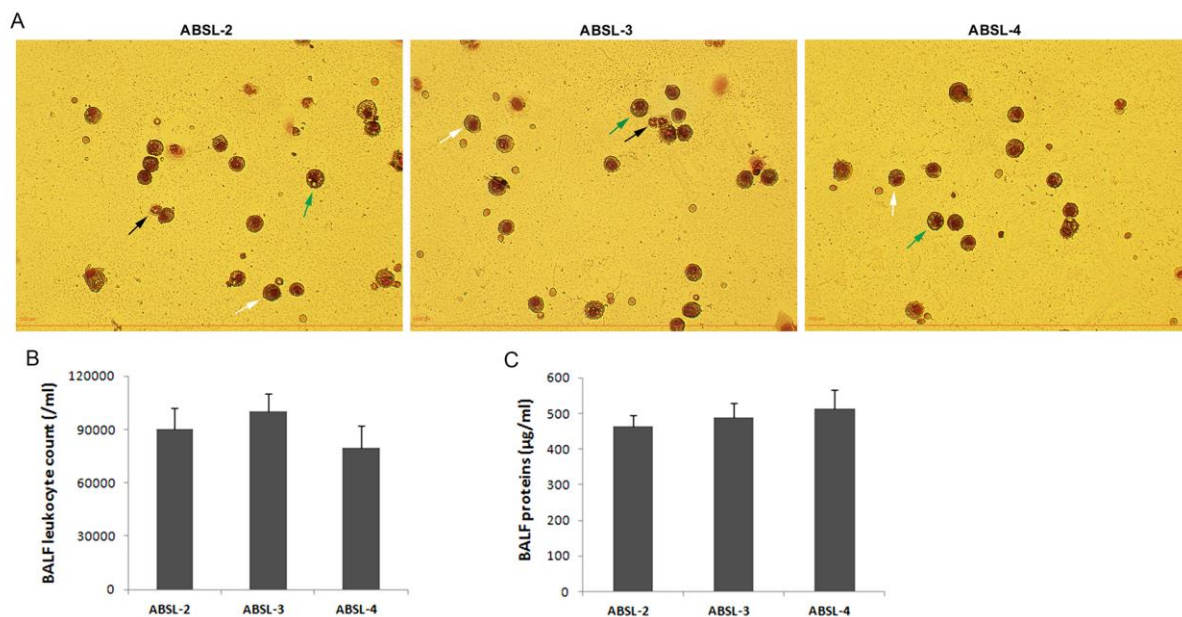 A
ABSL-2
ABSL-3
ABSL-4
B
BALF leukocyte count (/ml)
120000
90000
60000
30000
0
ABSL-2
ABSL-3
ABSL-4
C
BALF proteins (µg/ml)
600
500
400
300
200
100
0
ABSL-2
ABSL-3
ABSL-4